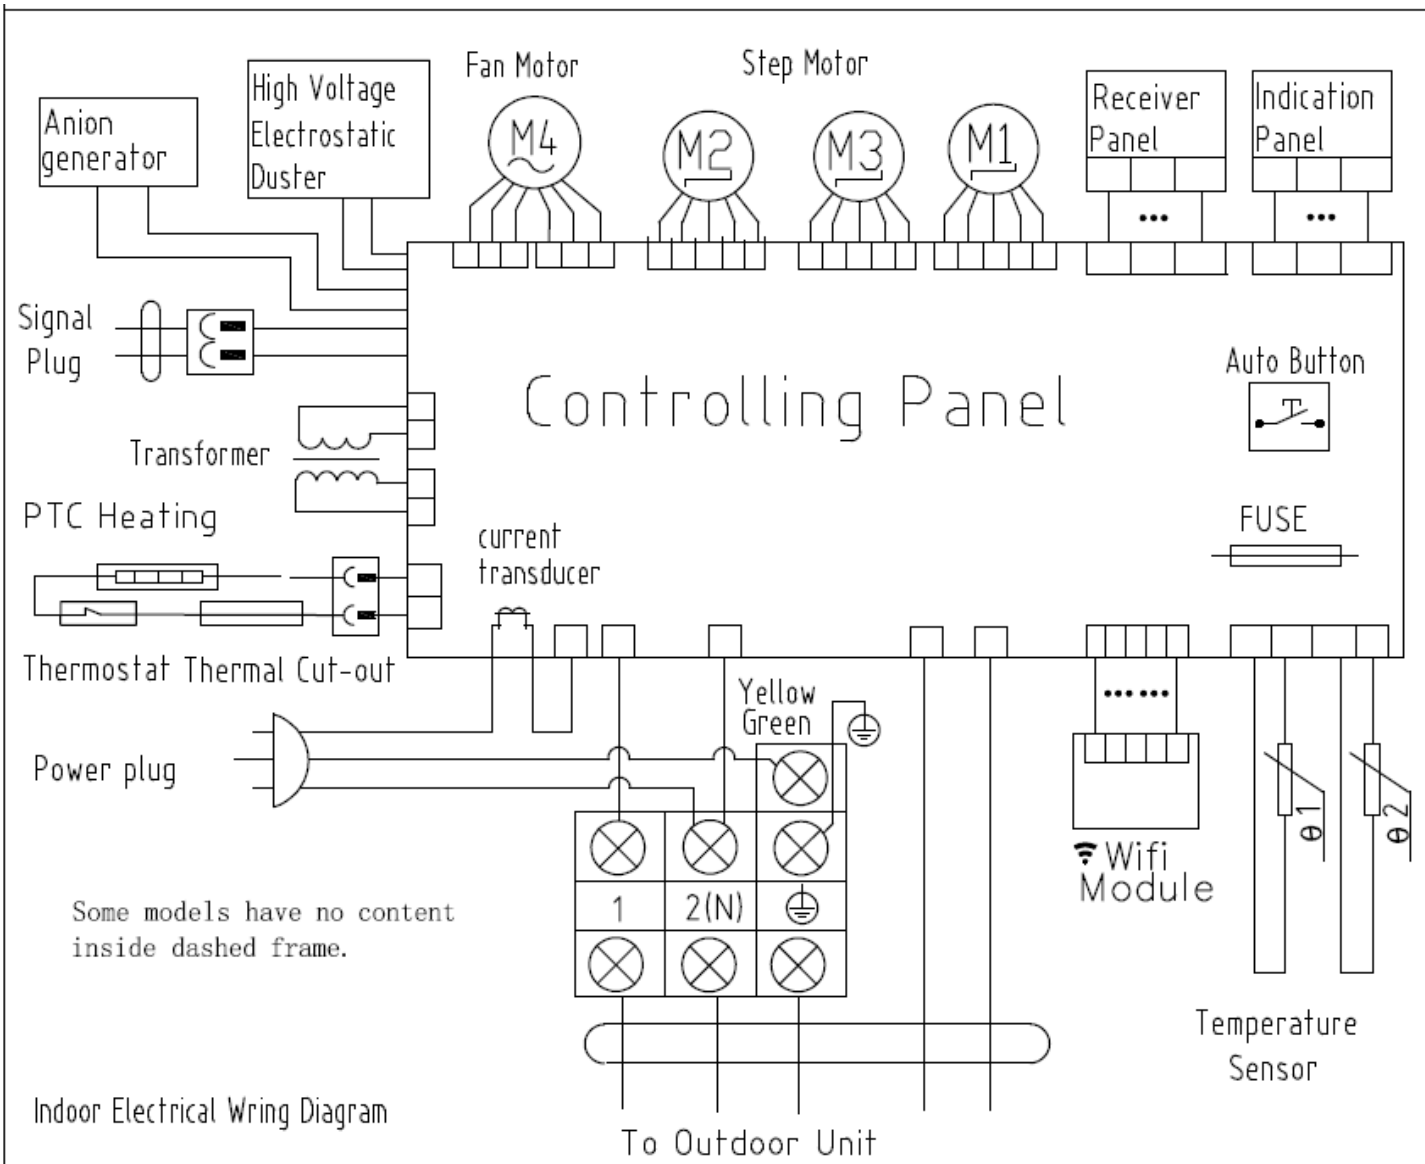 Fan Motor
Step Motor
High Voltage
Electrostatic
Duster
Anion
generator
M4
M2
M3
M1
Receiver
Panel
Indication
Panel
Signal
Plug
Controlling Panel
Auto Button
Transformer
PTC Heating
current
transducer
FUSE
Thermostat
Thermal Cut-out
Yellow
Green
Power plug
θ1
θ2
Wifi
Module
1
2(N)
Some models have no content
inside dashed frame.
Temperature
Sensor
Indoor Electrical Wring Diagram
To Outdoor Unit